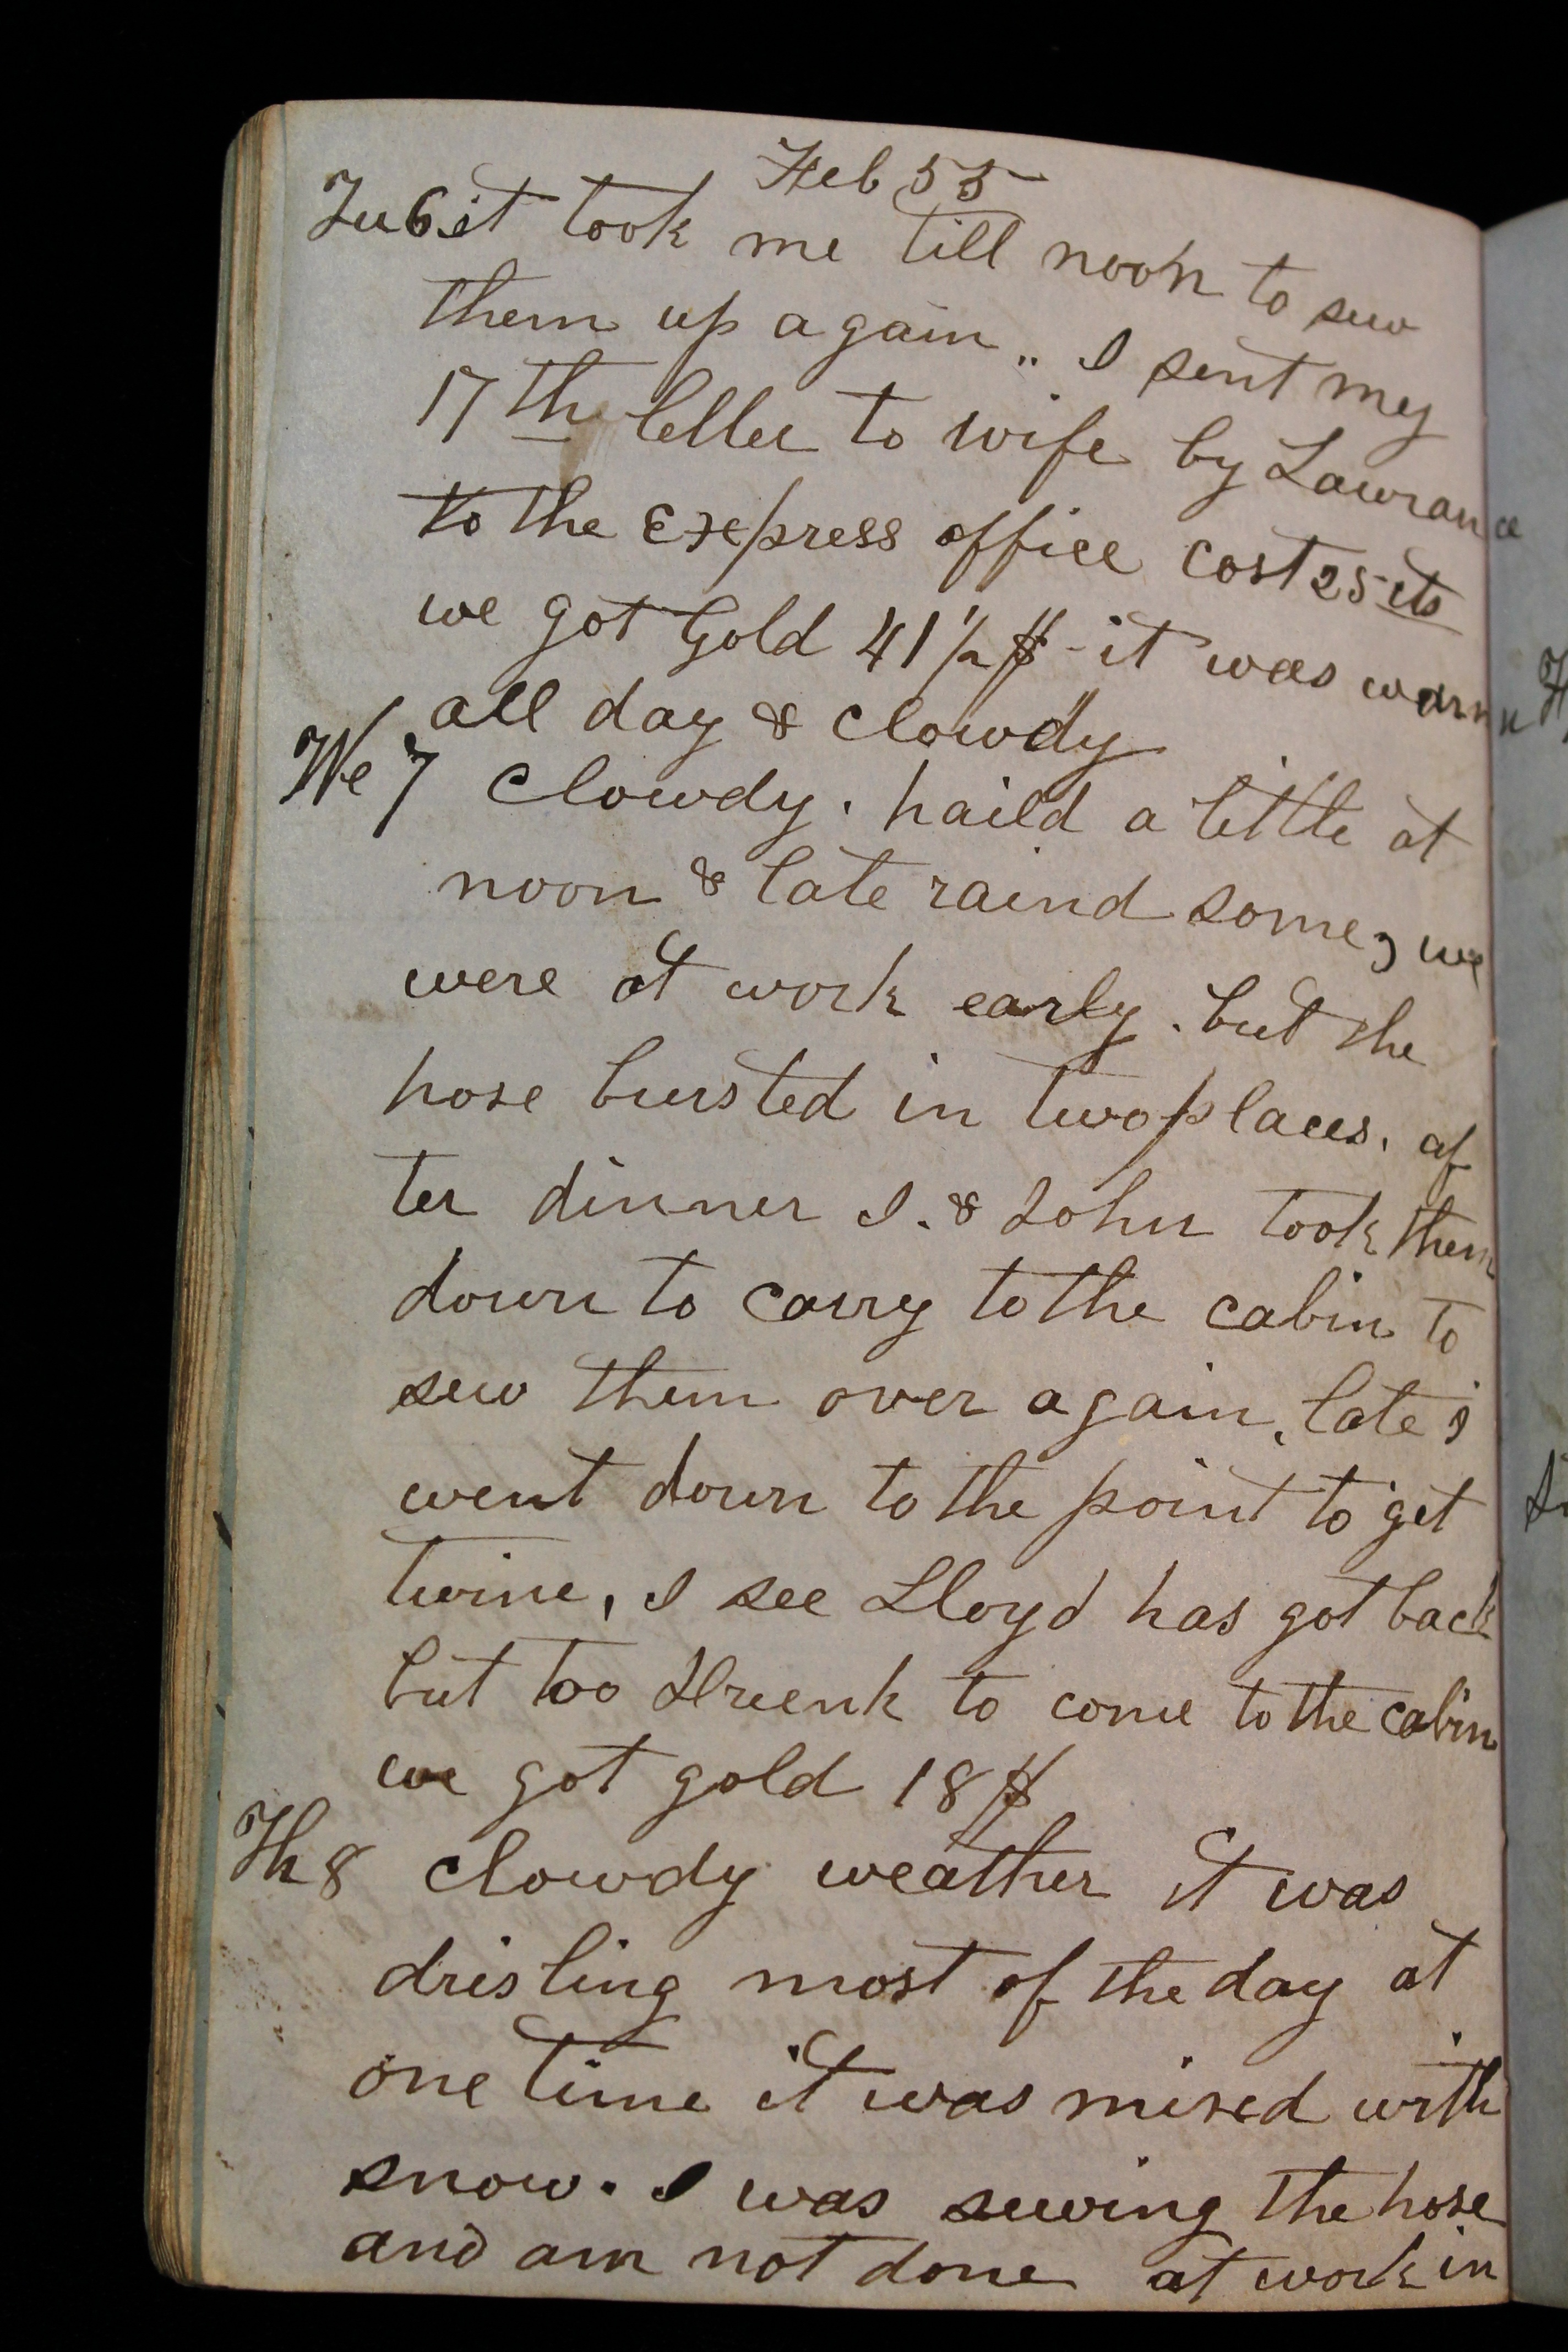 Feb 55
Tu 6 it took me till noon to sew
them up again ,, I sent my
17th letter to wife by Lawrance
to the Express office cost 25 cts
we got Gold 41 1/2 $ - it was warm
all day & clowdy
We 7 Clowdy . haild a little at
noon & late raind some, we
were at work early . but the
hose bursted in two places. af
ter dinner I. & John took them
down to carry to the cabin to
sew them over again, late I
went down to the point to get
twine, I see Lloyd has got back
but too drunk to come to the cabin
we got gold 18 $
Th 8 clowdy weather it was
drisling most of the day at
one time it was mixed with
snow. I was sewing the hose
and am not done at work in